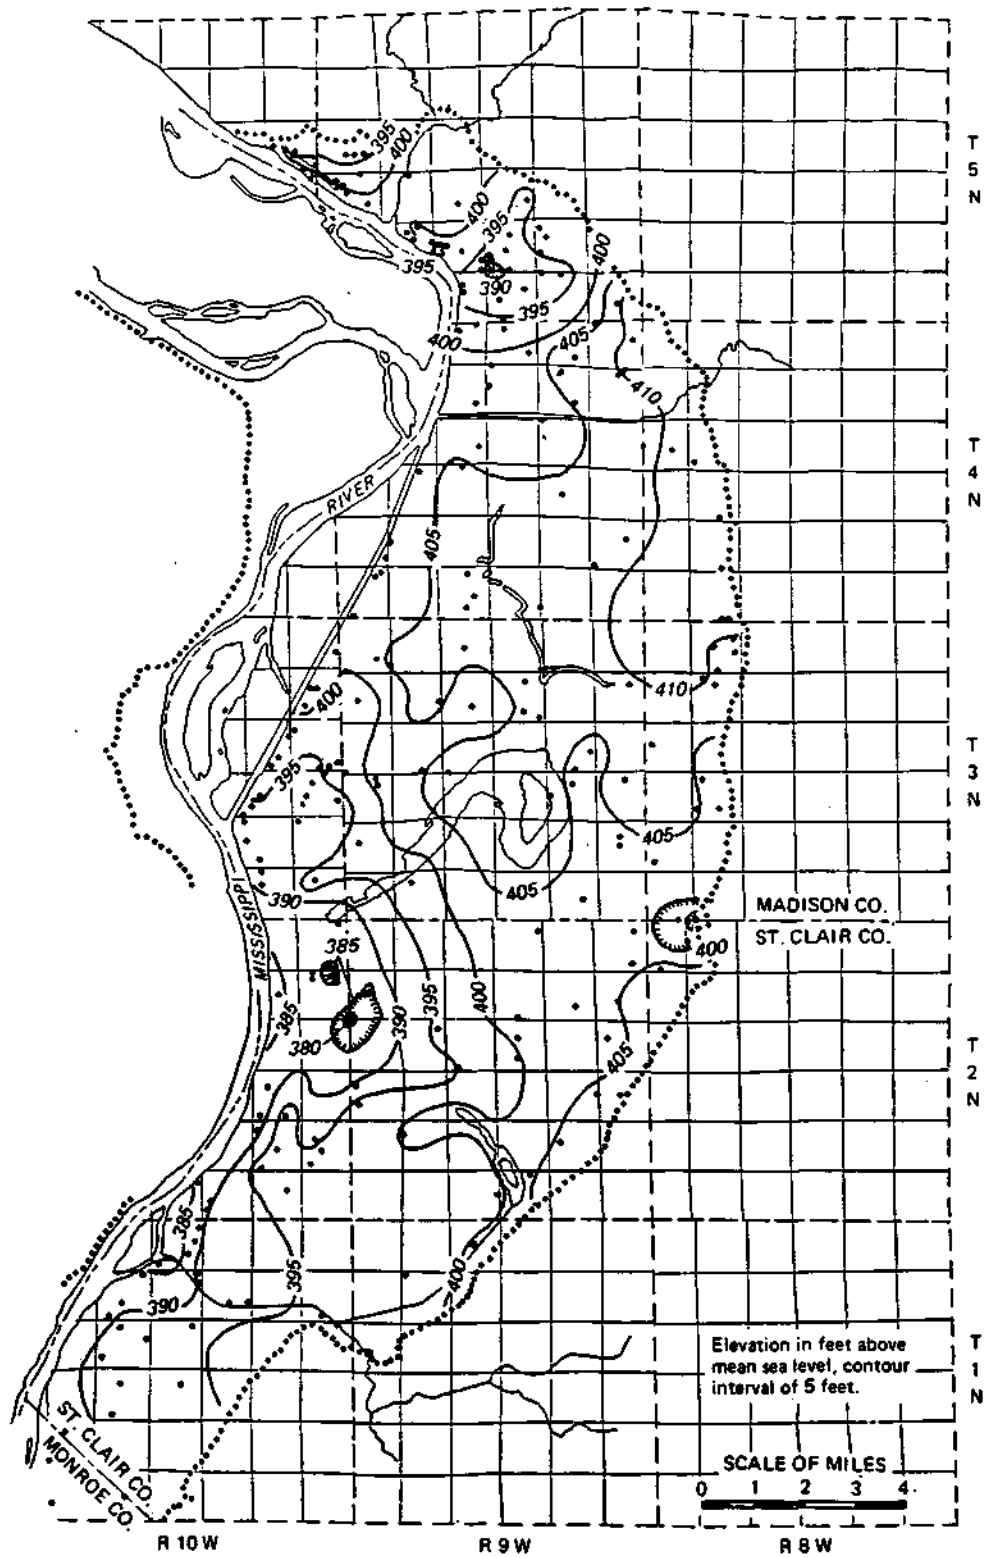 395
400
T
5
N
400
395
400
395
390
395
400
405
410
T
4
N
RIVER
405
410
400
395
T
3
N
405
405
390
MADISON CO.
ST. CLAIR CO.
400
385
MISSISSIPPI
385
390
395
400
380
405
T
2
N
385
395
400
390
Elevation in feet above
mean sea level, contour
interval of 5 feet.
T
1
N
ST. CLAIR CO.
MONROE CO.
SCALE OF MILES
0 1 2 3 4
R 10 W R 9 W R 8 W